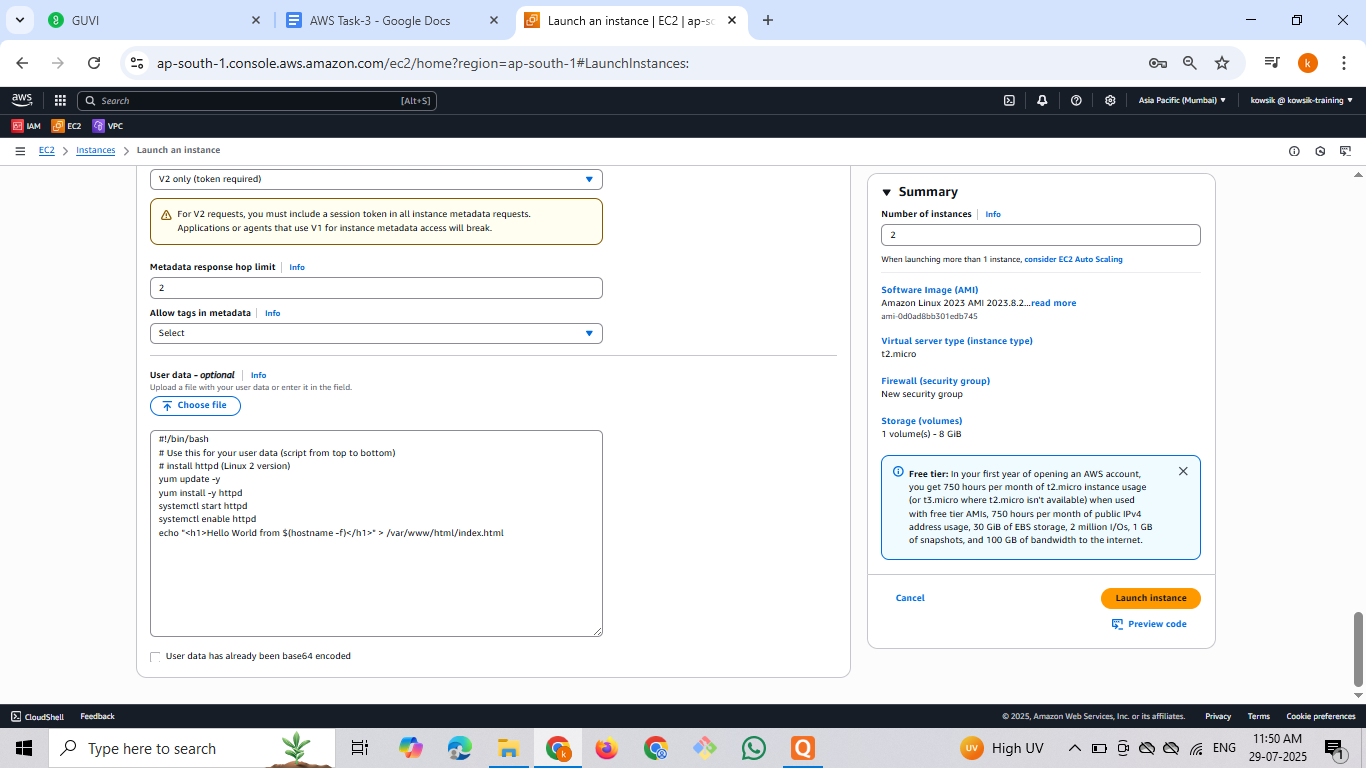 GUVI
AWS Task-3 - Google Docs
Launch an instance | EC2 | ap-sc
ap-south-1.console.aws.amazon.com/ec2/home?region=ap-south-1#LaunchInstances:
k
aws
Search
[Alt+S]
Asia Pacific (Mumbai)
kowsik @ kowsik-training
IAM
EC2
VPC
EC2
Instances
Launch an instance
V2 only (token required)
For V2 requests, you must include a session token in all instance metadata requests.
Applications or agents that use V1 for instance metadata access will break.
Metadata response hop limit
Info
2
Allow tags in metadata
Info
Select
User data – optional
Info
Upload a file with your user data or enter it in the field.
Choose file
#!/bin/bash
# Use this for your user data (script from top to bottom)
# install httpd (Linux 2 version)
yum update -y
yum install -y httpd
systemctl start httpd
systemctl enable httpd
echo "<h1>Hello World from $(hostname -f)</h1>" > /var/www/html/index.html
User data has already been base64 encoded
Summary
Number of instances
Info
2
When launching more than 1 instance, consider EC2 Auto Scaling
Software Image (AMI)
Amazon Linux 2023 AMI 2023.8.2...read more
ami-0d0ad8bb301edb745
Virtual server type (instance type)
t2.micro
Firewall (security group)
New security group
Storage (volumes)
1 volume(s) - 8 GiB
Free tier: In your first year of opening an AWS account,
you get 750 hours per month of t2.micro instance usage
(or t3.micro where t2.micro isn't available) when used
with free tier AMIs, 750 hours per month of public IPv4
address usage, 30 GiB of EBS storage, 2 million I/Os, 1 GB
of snapshots, and 100 GB of bandwidth to the internet.
Cancel
Launch instance
Preview code
CloudShell
Feedback
© 2025, Amazon Web Services, Inc. or its affiliates.
Privacy
Terms
Cookie preferences
Type here to search
UV
High UV
ENG
11:50 AM
29-07-2025
1